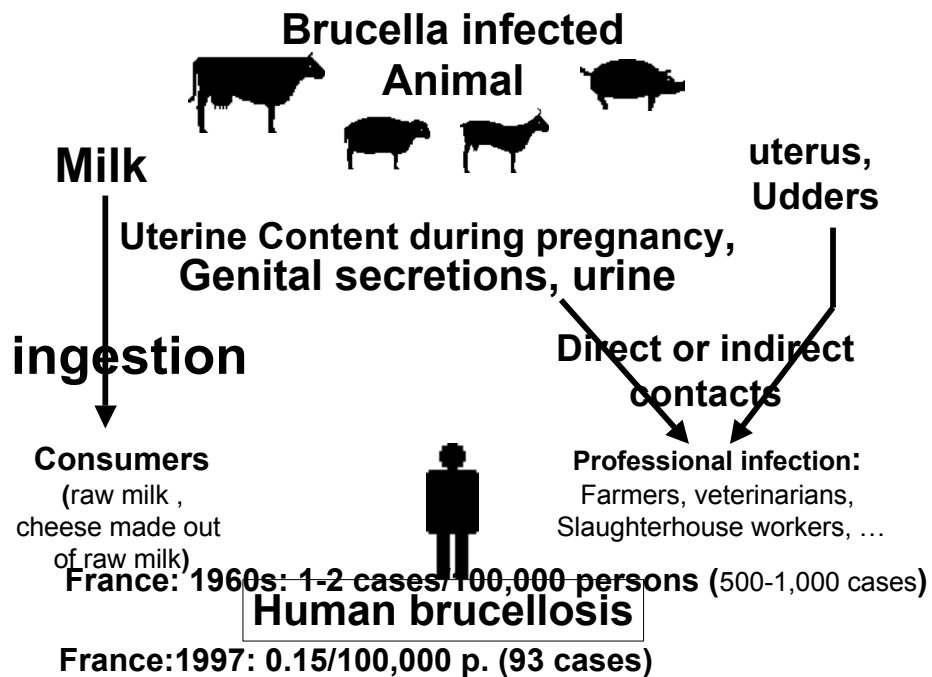 Brucella infected
Animal
Milk
uterus,
Udders
Uterine Content during pregnancy,
Genital secretions, urine
ingestion
Direct or indirect
contacts
Consumers
(raw milk ,
cheese made out
of raw milk)
Professional infection:
Farmers, veterinarians,
Slaughterhouse workers, …
France: 1960s: 1-2 cases/100,000 persons (500-1,000 cases)
Human brucellosis
France:1997: 0.15/100,000 p. (93 cases)